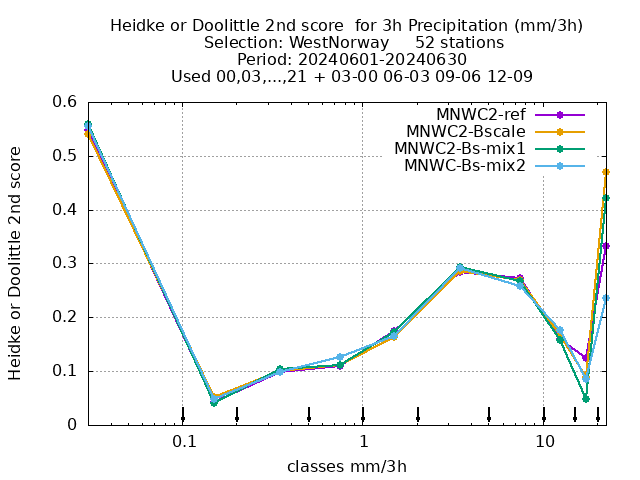 Heidke or Doolittle 2nd score  for 3h Precipitation (mm/3h)
Selection: WestNorway     52 stations
Period: 20240601-20240630
Used 00,03,...,21 + 03-00 06-03 09-06 12-09
MNWC2-ref
MNWC2-Bscale
MNWC2-Bs-mix1
MNWC-Bs-mix2
Heidke or Doolittle 2nd score
0.6
0.5
0.4
0.3
0.2
0.1
0
0.1
1
10
classes mm/3h